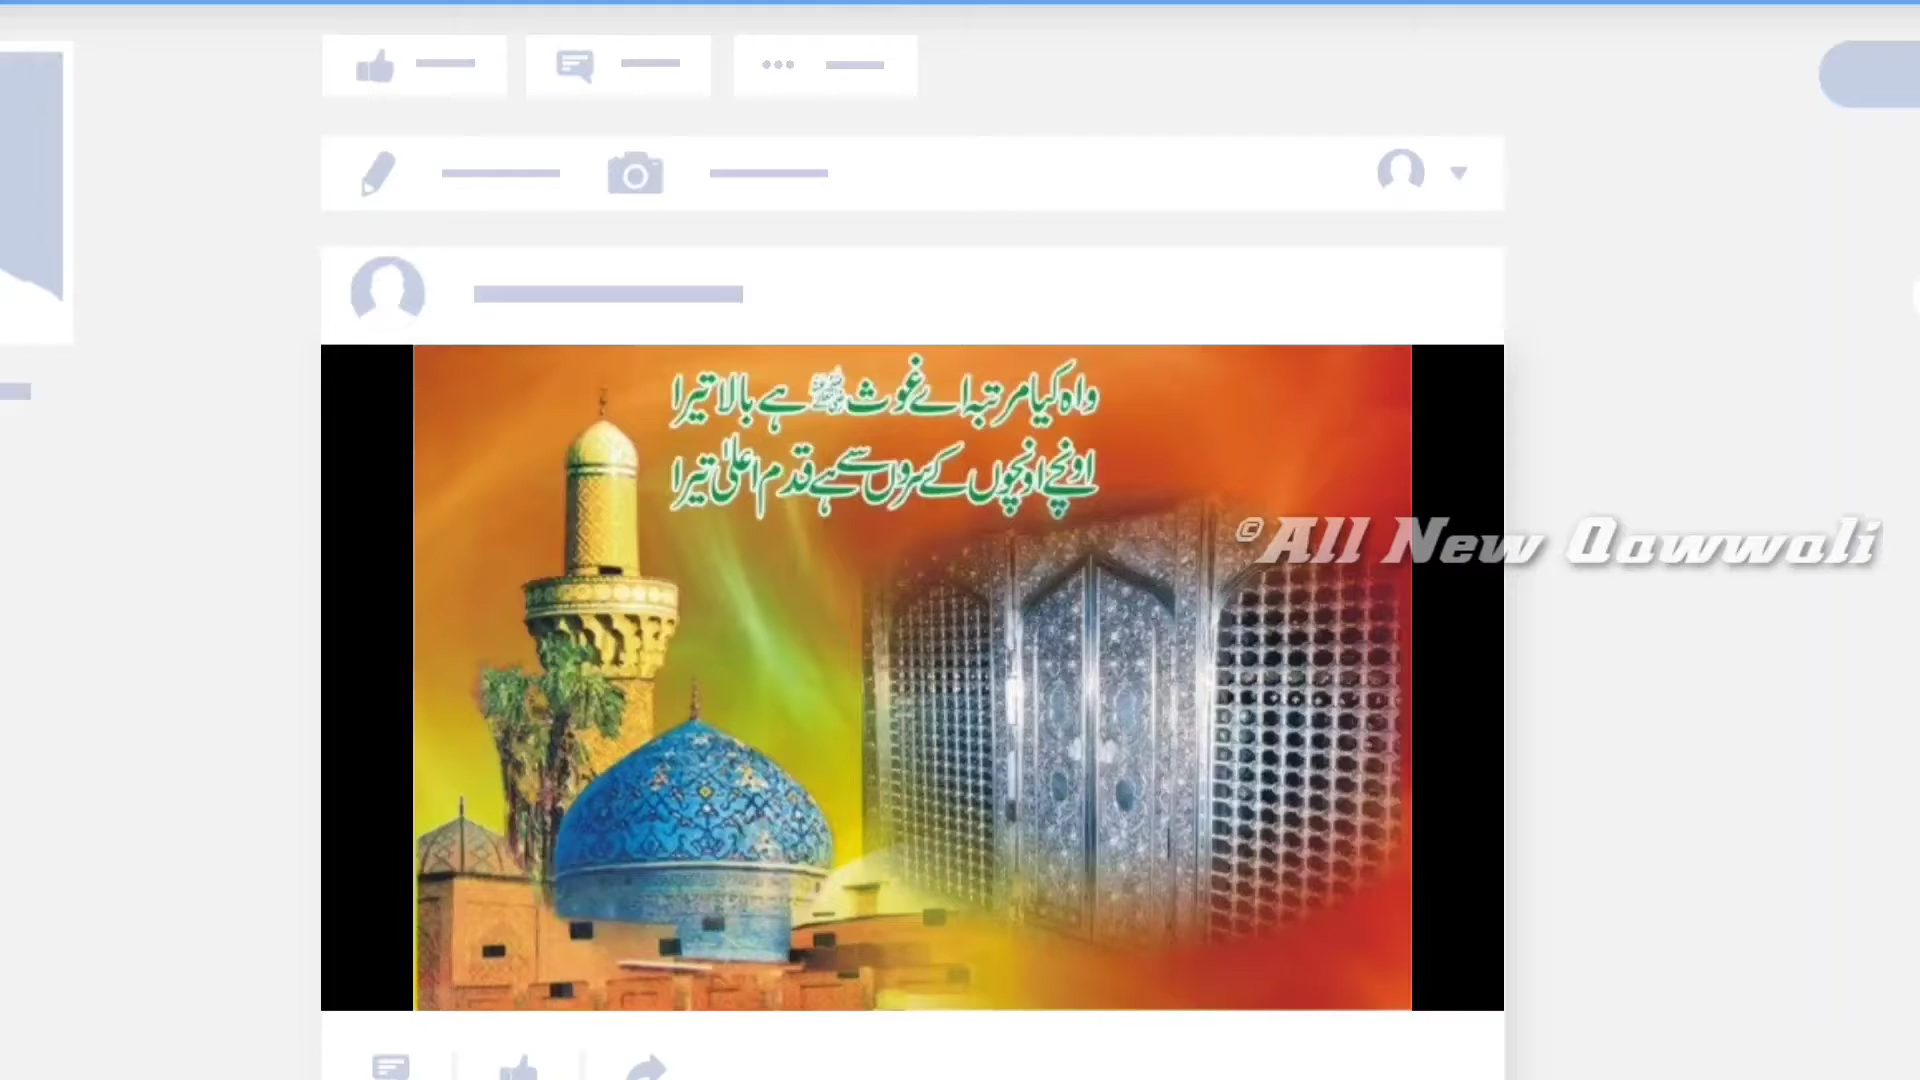 واہ کیا مرتبہ اے غوث ہے بالا تیرا
اونچے اونچوں کے سروں سے ہے قدم اعلیٰ تیرا
©All New Qawwali